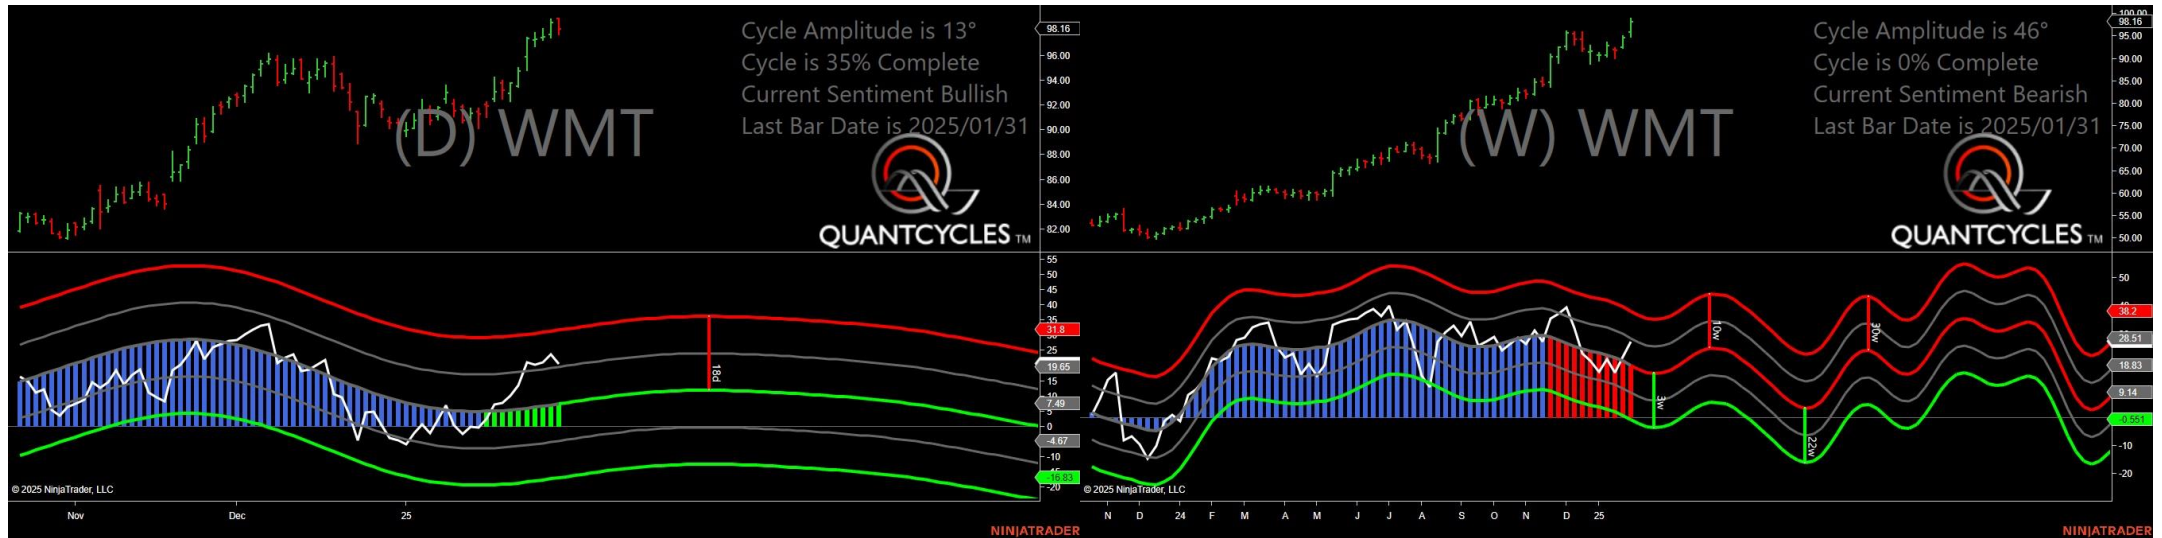 Cycle Amplitude is 13°
Cycle is 35% Complete
Current Sentiment Bullish
Last Bar Date is 2025/01/31
(D) WMT
QUANTCYCLES TM
98.16
96.00
94.00
92.00
90.00
88.00
86.00
84.00
82.00
55
50
45
40
35
31.8
25
19.65
15
10
7.49
5
0
-4.67
-10
-16.83
-20
18d
© 2025 NinjaTrader, LLC
Nov
Dec
25
NINJATRADER
Cycle Amplitude is 46°
Cycle is 0% Complete
Current Sentiment Bearish
Last Bar Date is 2025/01/31
(W) WMT
QUANTCYCLES TM
100.00
98.16
95.00
90.00
85.00
80.00
75.00
70.00
65.00
60.00
55.00
50.00
50
38.2
28.51
18.83
9.14
-0.551
-10
-20
3w
10w
22w
30w
© 2025 NinjaTrader, LLC
N D 24 F M A M J J A S O N D 25
NINJATRADER